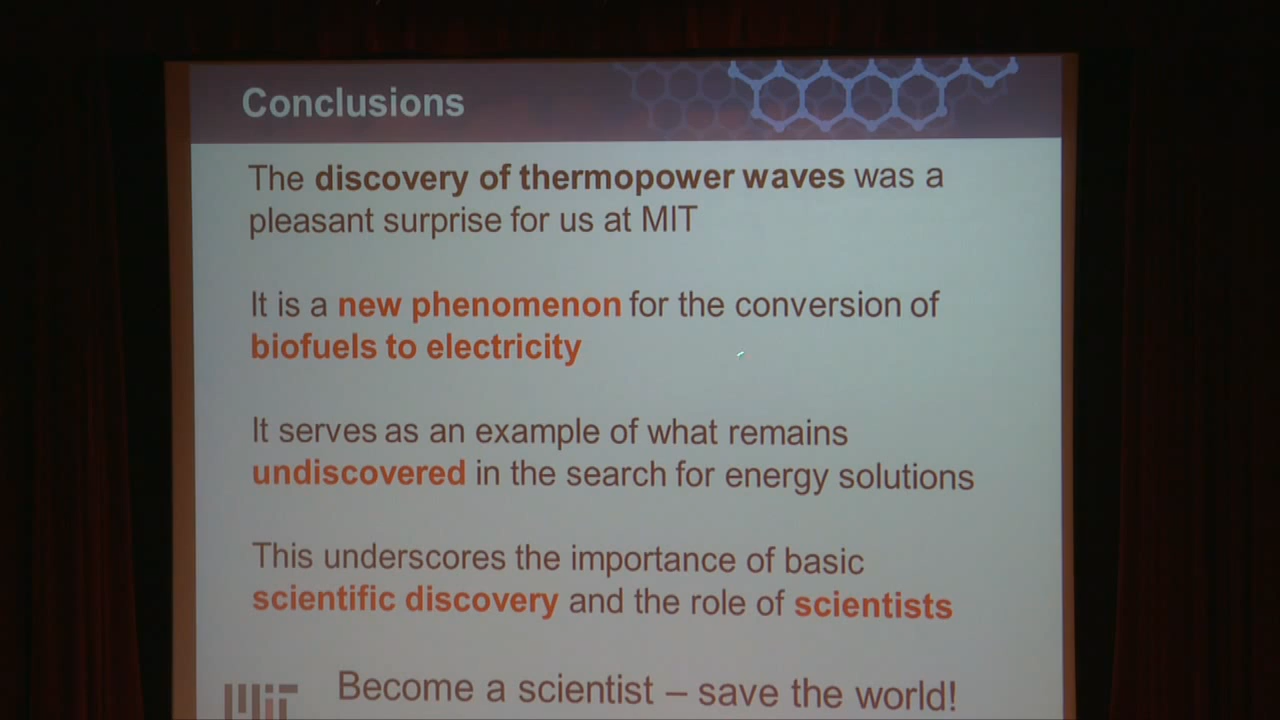 Conclusions
The discovery of thermopower waves was a
pleasant surprise for us at MIT
It is a new phenomenon for the conversion of
biofuels to electricity
It serves as an example of what remains
undiscovered in the search for energy solutions
This underscores the importance of basic
scientific discovery and the role of scientists
Become a scientist – save the world!
MIT